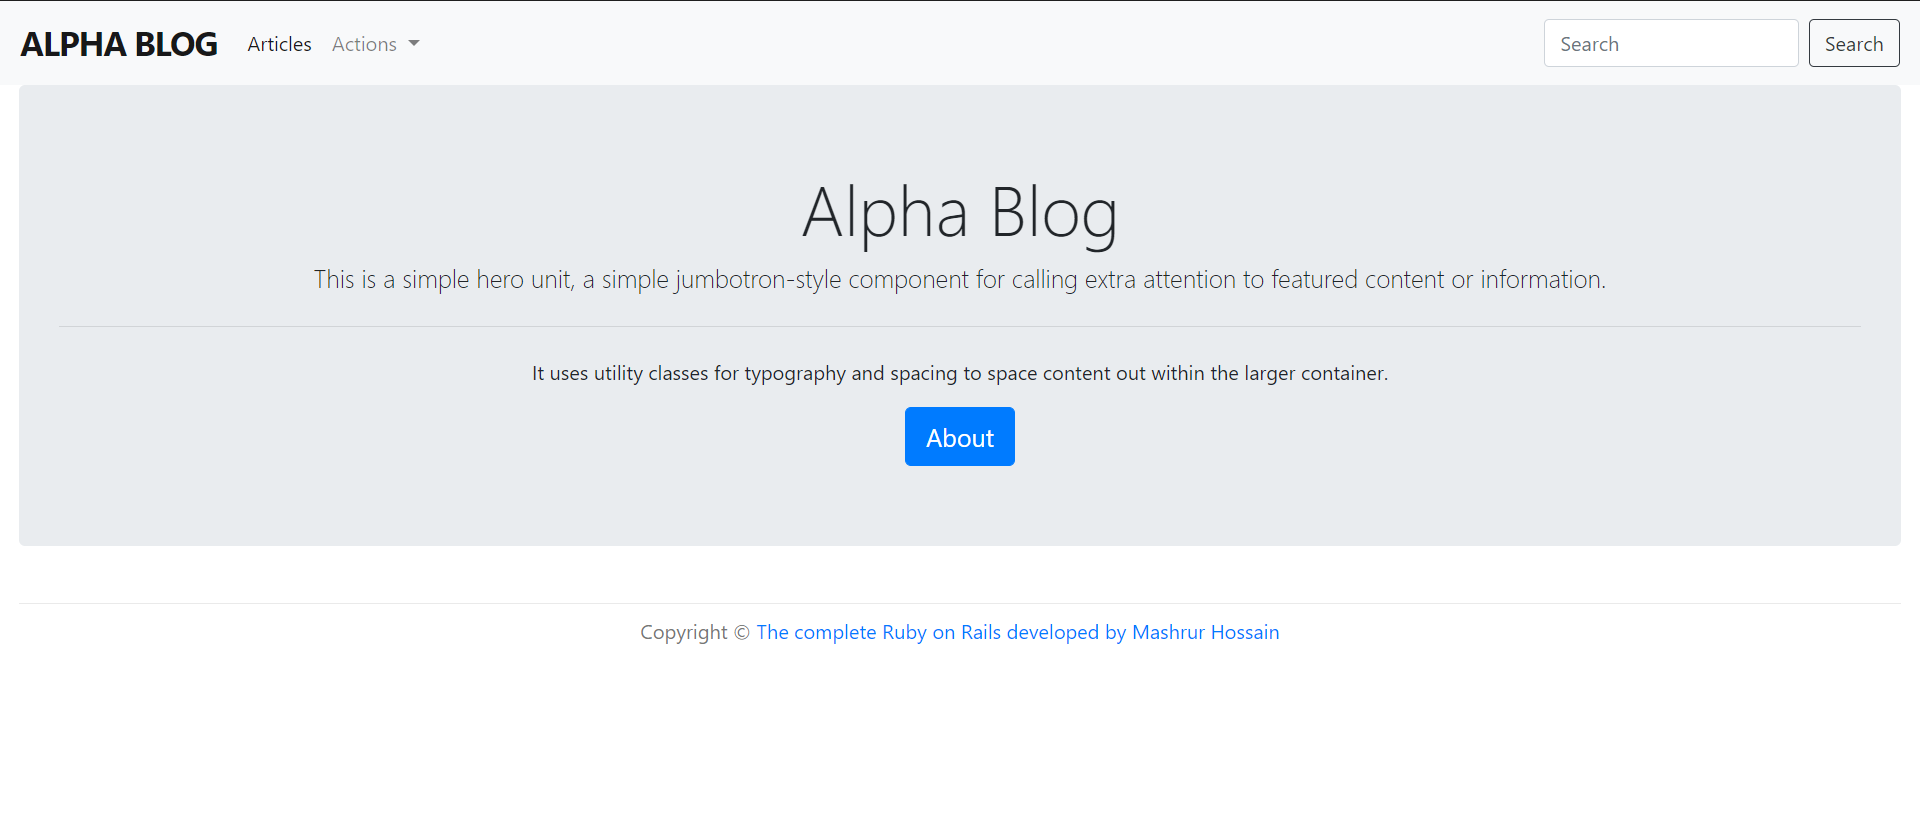 ALPHA BLOG Articles Actions Search Search
Alpha Blog
This is a simple hero unit, a simple jumbotron-style component for calling extra attention to featured content or information.
It uses utility classes for typography and spacing to space content out within the larger container.
About
Copyright © The complete Ruby on Rails developed by Mashrur Hossain